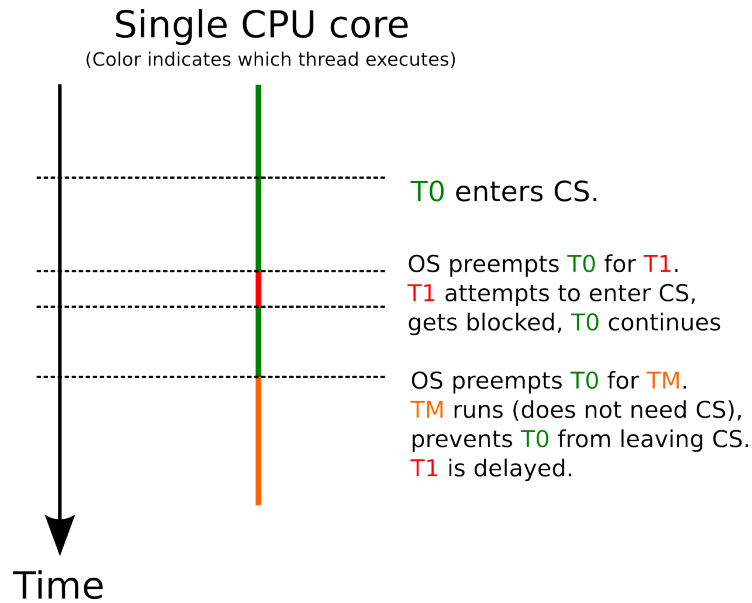 Single CPU core
(Color indicates which thread executes)
T0 enters CS.
OS preempts T0 for T1.
T1 attempts to enter CS,
gets blocked, T0 continues
OS preempts T0 for TM.
TM runs (does not need CS),
prevents T0 from leaving CS.
T1 is delayed.
Time